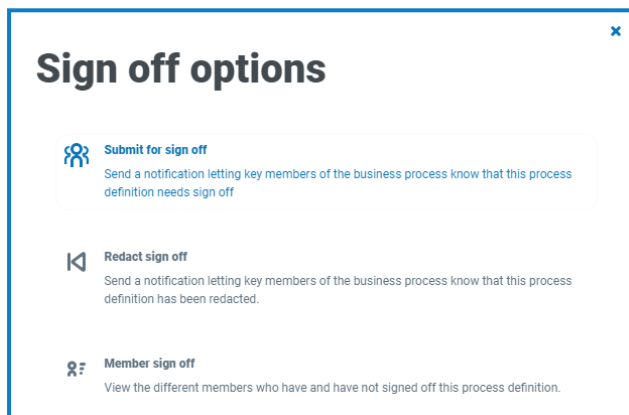 Sign off options
Submit for sign off
Send a notification letting key members of the business process know that this process
definition needs sign off
Redact sign off
Send a notification letting key members of the business process know that this process
definition has been redacted.
Member sign off
View the different members who have and have not signed off this process definition.